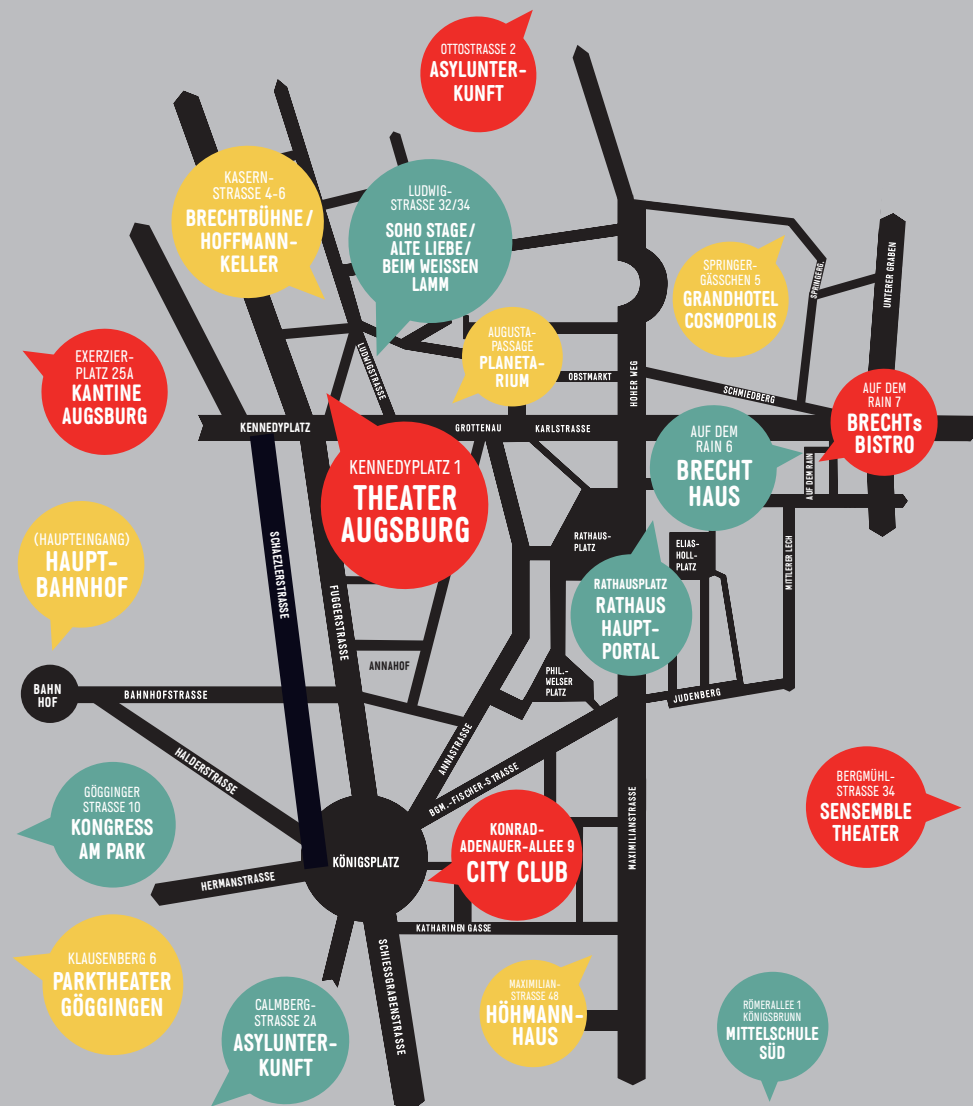 OTTOSTRASSE 2
ASYLUNTER-
KUNFT
KASERN-
STRASSE 4-6
BRECHTBÜHNE/
HOFFMANN-
KELLER
LUDWIG-
STRASSE 32/34
SOHO STAGE/
ALTE LIEBE/
BEIM WEISSEN
LAMM
SPRINGER-
GÄSSCHEN 5
GRANDHOTEL
COSMOPOLIS
SPRINGERG.
UNTERER GRABEN
EXERZIER-
PLATZ 25A
KANTINE
AUGSBURG
LUDWIGSTRASSE
AUGUSTA-
PASSAGE
PLANETA-
RIUM
OBSTMARKT
HOHER WEG
SCHMIEDBERG
AUF DEM
RAIN 7
BRECHTs
BISTRO
KENNEDYPLATZ
GROTTENAU
KARLSTRASSE
AUF DEM
RAIN 6
BRECHT
HAUS
AUF DEM RAIN
KENNEDYPLATZ 1
THEATER
AUGSBURG
(HAUPTEINGANG)
HAUPT-
BAHNHOF
SCHAEZLERSTRASSE
FUGGERSTRASSE
RATHAUS-
PLATZ
ELIAS-
HOLL-
PLATZ
MITTLERER LECH
RATHAUSPLATZ
RATHAUS
HAUPT-
PORTAL
ANNAHOF
PHIL.-
WELSER
PLATZ
BAHN
HOF
BAHNHOFSTRASSE
JUDENBERG
HALDERSTRASSE
ANNASTRASSE
BGM.-FISCHER-STRASSE
MAXIMILIANSTRASSE
GÖGGINGER
STRASSE 10
KONGRESS
AM PARK
BERGMÜHL-
STRASSE 34
SENSEMBLE
THEATER
KÖNIGSPLATZ
KONRAD-
ADENAUER-ALLEE 9
CITY CLUB
HERMANSTRASSE
KATHARINEN GASSE
SCHIESSGRABENSTRASSE
KLAUSENBERG 6
PARKTHEATER
GÖGGINGEN
CALMBERG-
STRASSE 2A
ASYLUNTER-
KUNFT
MAXIMILIAN-
STRASSE 48
HÖHMANN-
HAUS
RÖMERALLEE 1
KÖNIGSBRUNN
MITTELSCHULE
SÜD